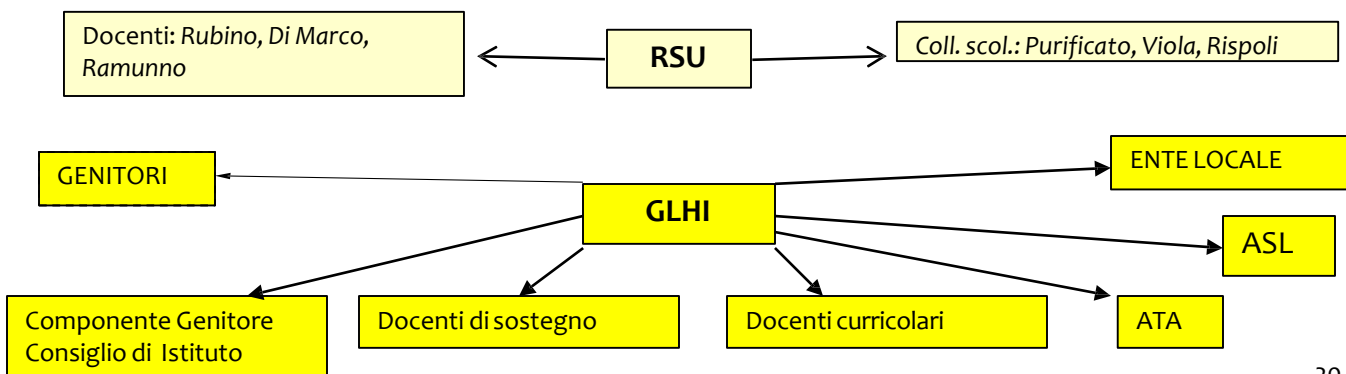 Docenti: Rubino, Di Marco,
Ramunno
RSU
Coll. scol.: Purificato, Viola, Rispoli
GENITORI
ENTE LOCALE
GLHI
ASL
Componente Genitore
Consiglio di Istituto
Docenti di sostegno
Docenti curricolari
ATA